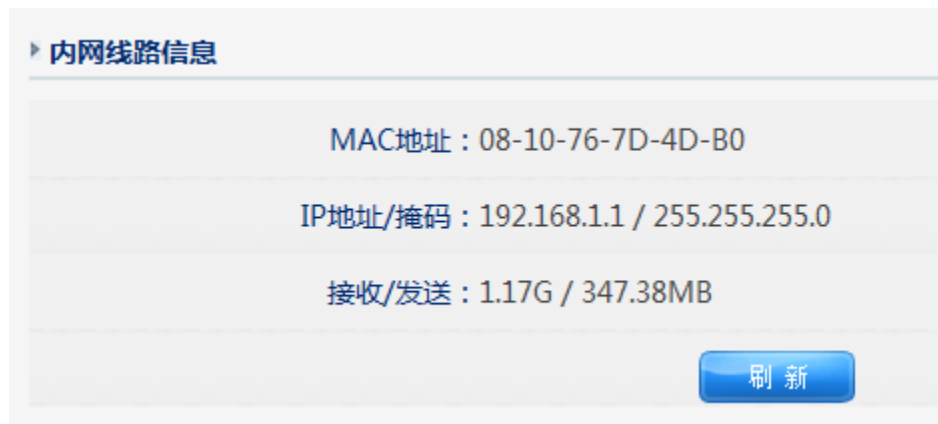 内网线路信息
MAC地址：08-10-76-7D-4D-B0
IP地址/掩码：192.168.1.1 / 255.255.255.0
接收/发送：1.17G / 347.38MB
刷 新